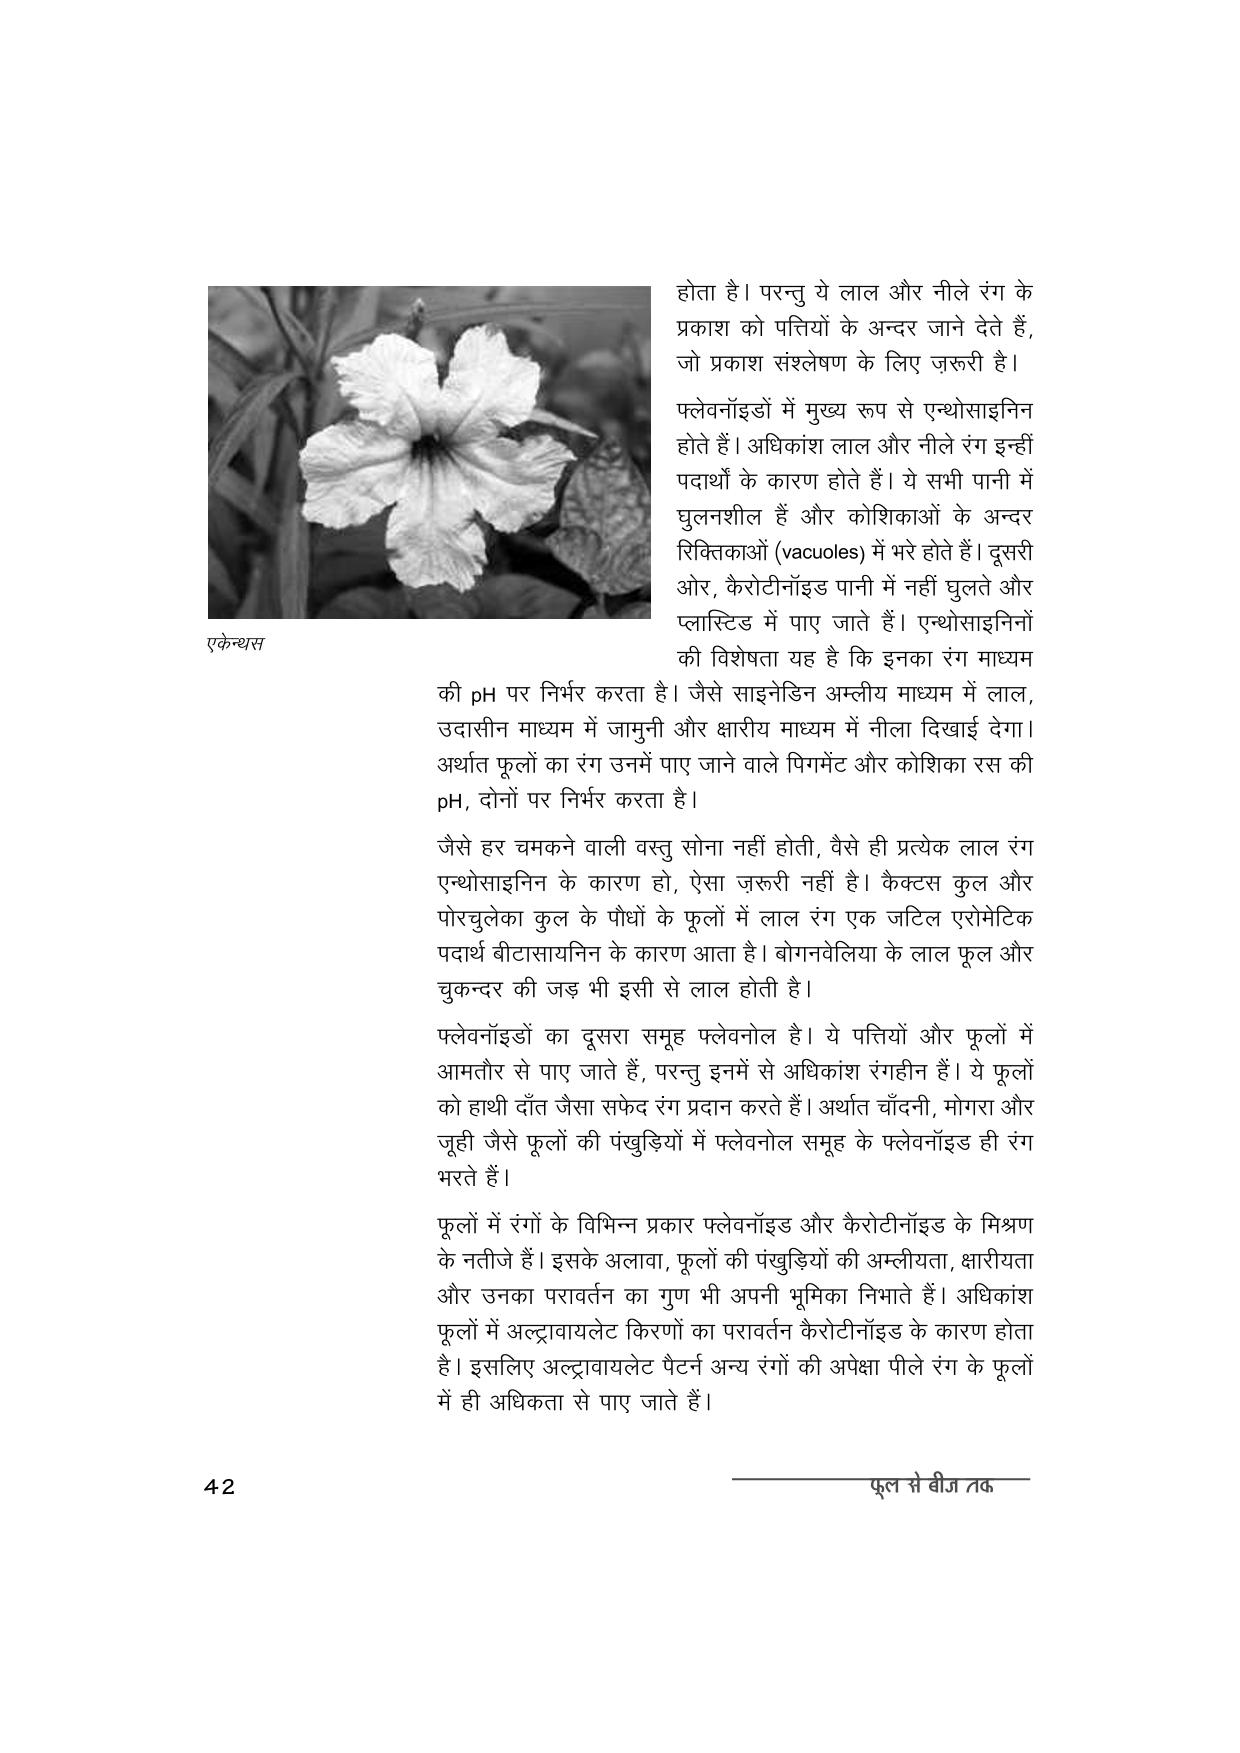 होता है। परन्तु ये लाल और नीले रंग के
प्रकाश को पत्तियों के अन्दर जाने देते हैं,
जो प्रकाश संश्लेषण के लिए ज़रूरी है।
फ्लेवनॉइडों में मुख्य रूप से एन्थोसाइनिन
होते हैं। अधिकांश लाल और नीले रंग इन्हीं
पदार्थों के कारण होते हैं। ये सभी पानी में
घुलनशील हैं और कोशिकाओं के अन्दर
रिक्तिकाओं (vacuoles) में भरे होते हैं। दूसरी
ओर, कैरोटीनॉइड पानी में नहीं घुलते और
प्लास्टिड में पाए जाते हैं। एन्थोसाइनिनों
की विशेषता यह है कि इनका रंग माध्यम
एकेन्थस
की pH पर निर्भर करता है। जैसे साइनेडिन अम्लीय माध्यम में लाल,
उदासीन माध्यम में जामुनी और क्षारीय माध्यम में नीला दिखाई देगा।
अर्थात फूलों का रंग उनमें पाए जाने वाले पिगमेंट और कोशिका रस की
pH, दोनों पर निर्भर करता है।
जैसे हर चमकने वाली वस्तु सोना नहीं होती, वैसे ही प्रत्येक लाल रंग
एन्थोसाइनिन के कारण हो, ऐसा ज़रूरी नहीं है। कैक्टस कुल और
पोरचुलेका कुल के पौधों के फूलों में लाल रंग एक जटिल एरोमेटिक
पदार्थ बीटासायनिन के कारण आता है। बोगनवेलिया के लाल फूल और
चुकन्दर की जड़ भी इसी से लाल होती है।
फ्लेवनॉइडों का दूसरा समूह फ्लेवनोल है। ये पत्तियों और फूलों में
आमतौर से पाए जाते हैं, परन्तु इनमें से अधिकांश रंगहीन हैं। ये फूलों
को हाथी दाँत जैसा सफेद रंग प्रदान करते हैं। अर्थात चाँदनी, मोगरा और
जूही जैसे फूलों की पंखुड़ियों में फ्लेवनोल समूह के फ्लेवनॉइड ही रंग
भरते हैं।
फूलों में रंगों के विभिन्न प्रकार फ्लेवनॉइड और कैरोटीनॉइड के मिश्रण
के नतीजे हैं। इसके अलावा, फूलों की पंखुड़ियों की अम्लीयता, क्षारीयता
और उनका परावर्तन का गुण भी अपनी भूमिका निभाते हैं। अधिकांश
फूलों में अल्ट्रावायलेट किरणों का परावर्तन कैरोटीनॉइड के कारण होता
है। इसलिए अल्ट्रावायलेट पैटर्न अन्य रंगों की अपेक्षा पीले रंग के फूलों
में ही अधिकता से पाए जाते हैं।
42
फूल से बीज तक